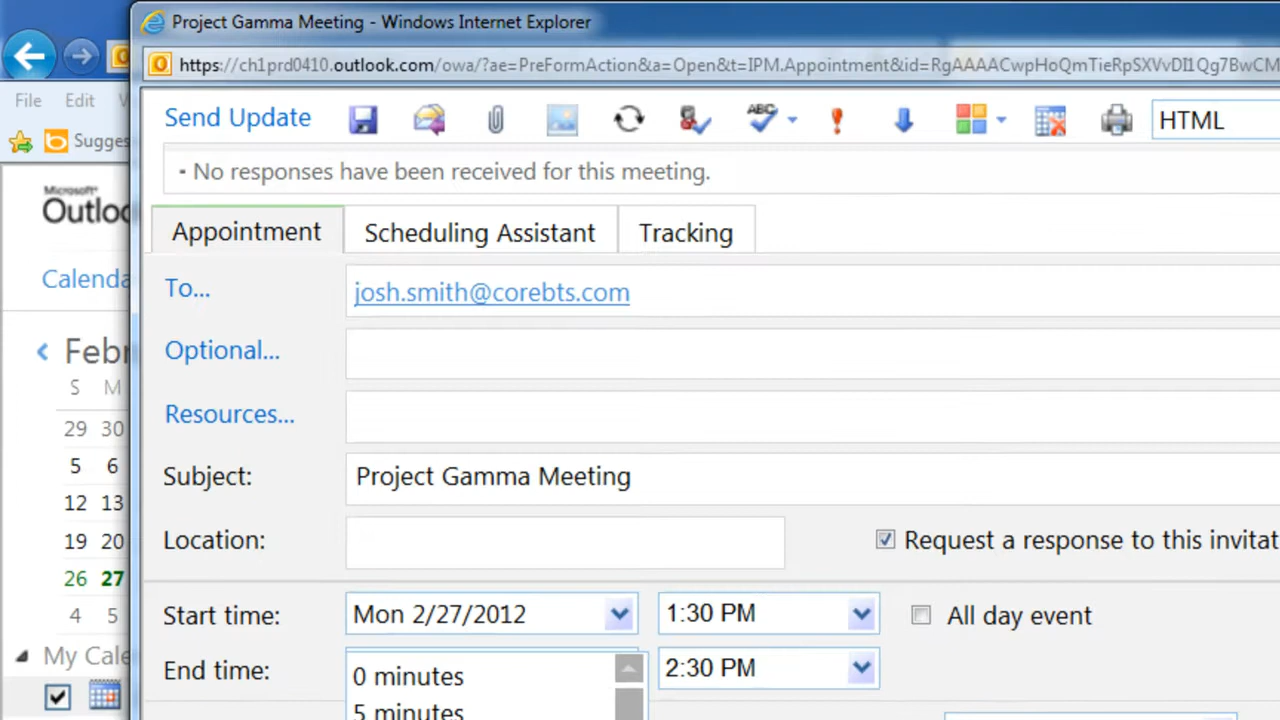 Project Gamma Meeting - Windows Internet Explorer
https://ch1prd0410.outlook.com/owa/?ae=PreFormAction&a=Open&t=IPM.Appointment&id=RgAAAACwpHoQmTieRpSXVvDI1Qg7BwCM
File Edit V
Sugges
Send Update ABC HTML
▪ No responses have been received for this meeting.
Microsoft®
Outloo
Appointment Scheduling Assistant Tracking
Calenda
To... josh.smith@corebts.com
Febr
Optional...
S M
Resources...
29 30
5 6
Subject: Project Gamma Meeting
12 13
19 20
Location: Request a response to this invitat
26 27
4 5
Start time: Mon 2/27/2012 1:30 PM All day event
My Cale
End time: 2:30 PM
0 minutes
5 minutes